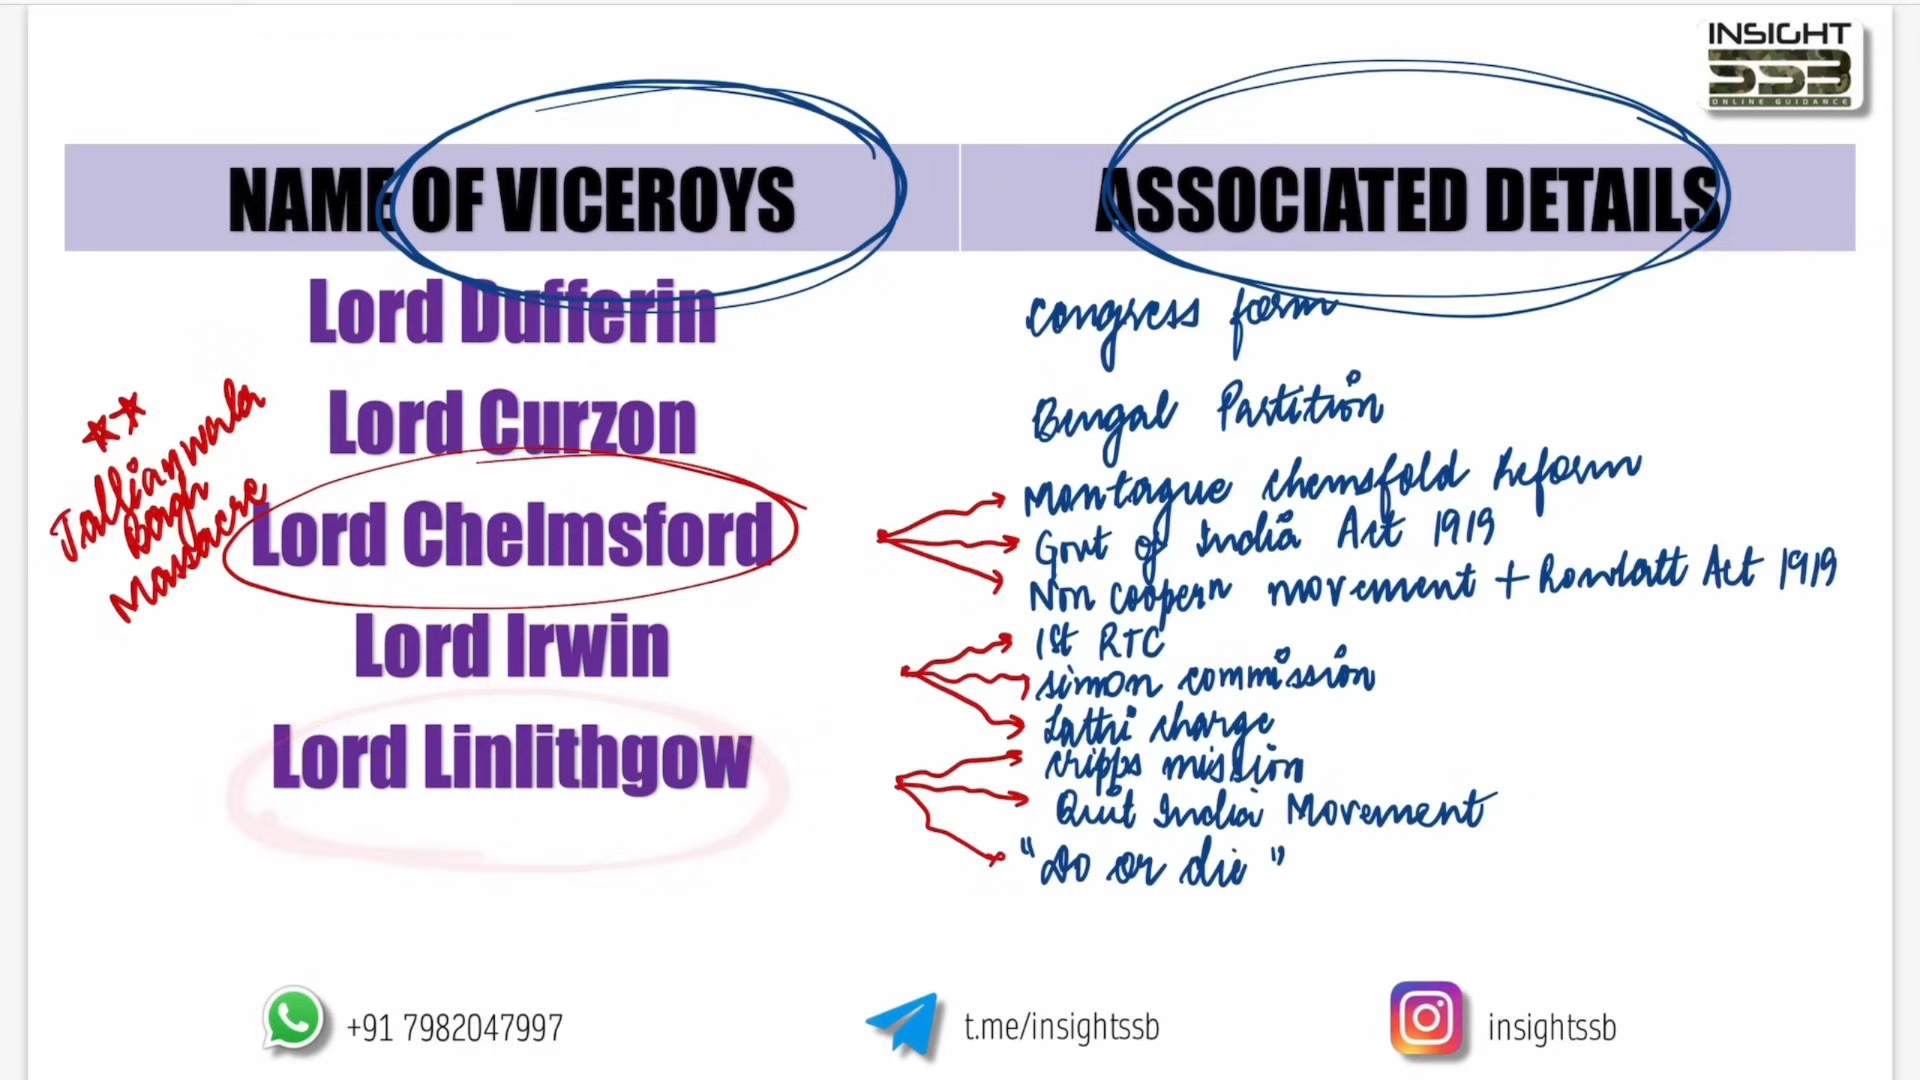 INSIGHT
SSB
ONLINE GUIDANCE
NAME OF VICEROYS
ASSOCIATED DETAILS
Lord Dufferin
Congress form
Lord Curzon
Bengal Partition
Jallianwala
Bagh
Massacre
Lord Chelmsford
Montague Chemsfold Reform
Govt of India Act 1919
Non Coopern movement + Rowlatt Act 1919
Lord Irwin
1st RTC
simon commission
Lathi charge
Lord Linlithgow
cripps mission
Quit India Movement
"Do or die"
+91 7982047997
t.me/insightssb
insightssb